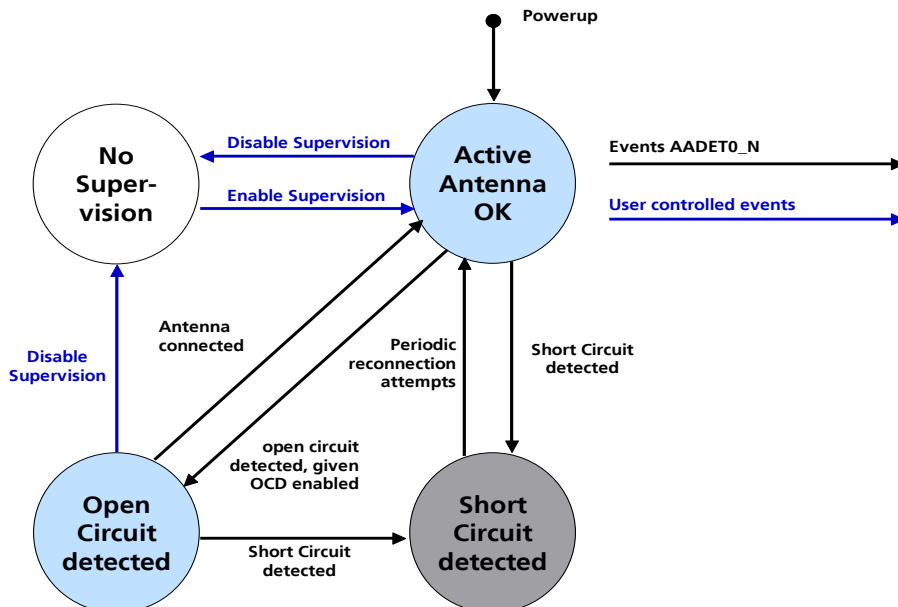 Powerup
No
Super-
vision
Disable Supervision
Enable Supervision
Active
Antenna
OK
Events AADET0_N
User controlled events
Antenna
connected
Periodic
reconnection
attempts
Short Circuit
detected
Disable
Supervision
open circuit
detected, given
OCD enabled
Open
Circuit
detected
Short Circuit
detected
Short
Circuit
detected